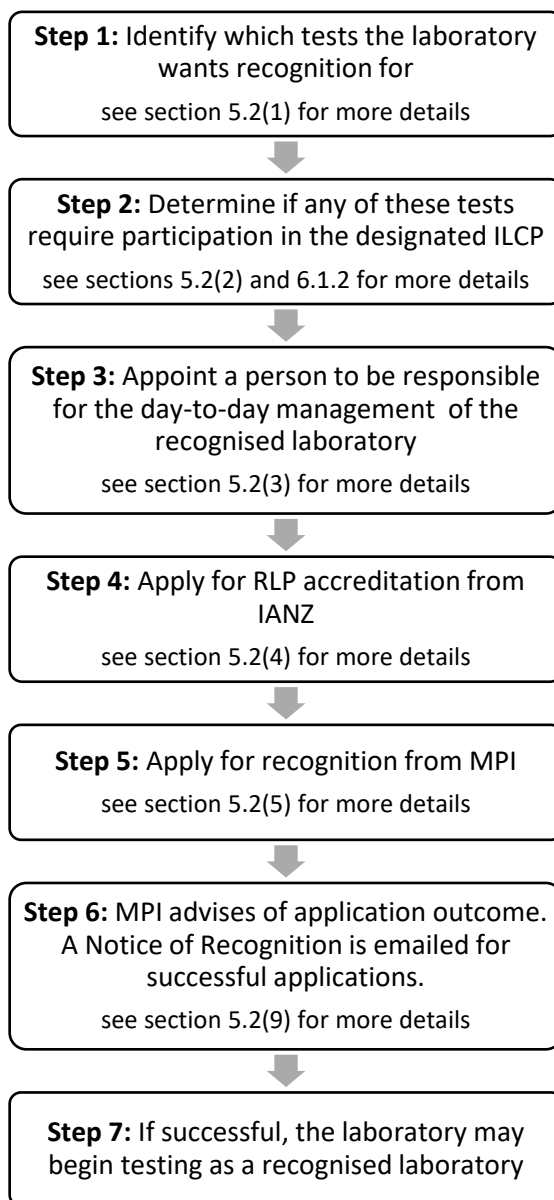 Step 1: Identify which tests the laboratory
wants recognition for
see section 5.2(1) for more details
Step 2: Determine if any of these tests
require participation in the designated ILCP
see sections 5.2(2) and 6.1.2 for more details
Step 3: Appoint a person to be responsible
for the day-to-day management of the
recognised laboratory
see section 5.2(3) for more details
Step 4: Apply for RLP accreditation from
IANZ
see section 5.2(4) for more details
Step 5: Apply for recognition from MPI
see section 5.2(5) for more details
Step 6: MPI advises of application outcome.
A Notice of Recognition is emailed for
successful applications.
see section 5.2(9) for more details
Step 7: If successful, the laboratory may
begin testing as a recognised laboratory